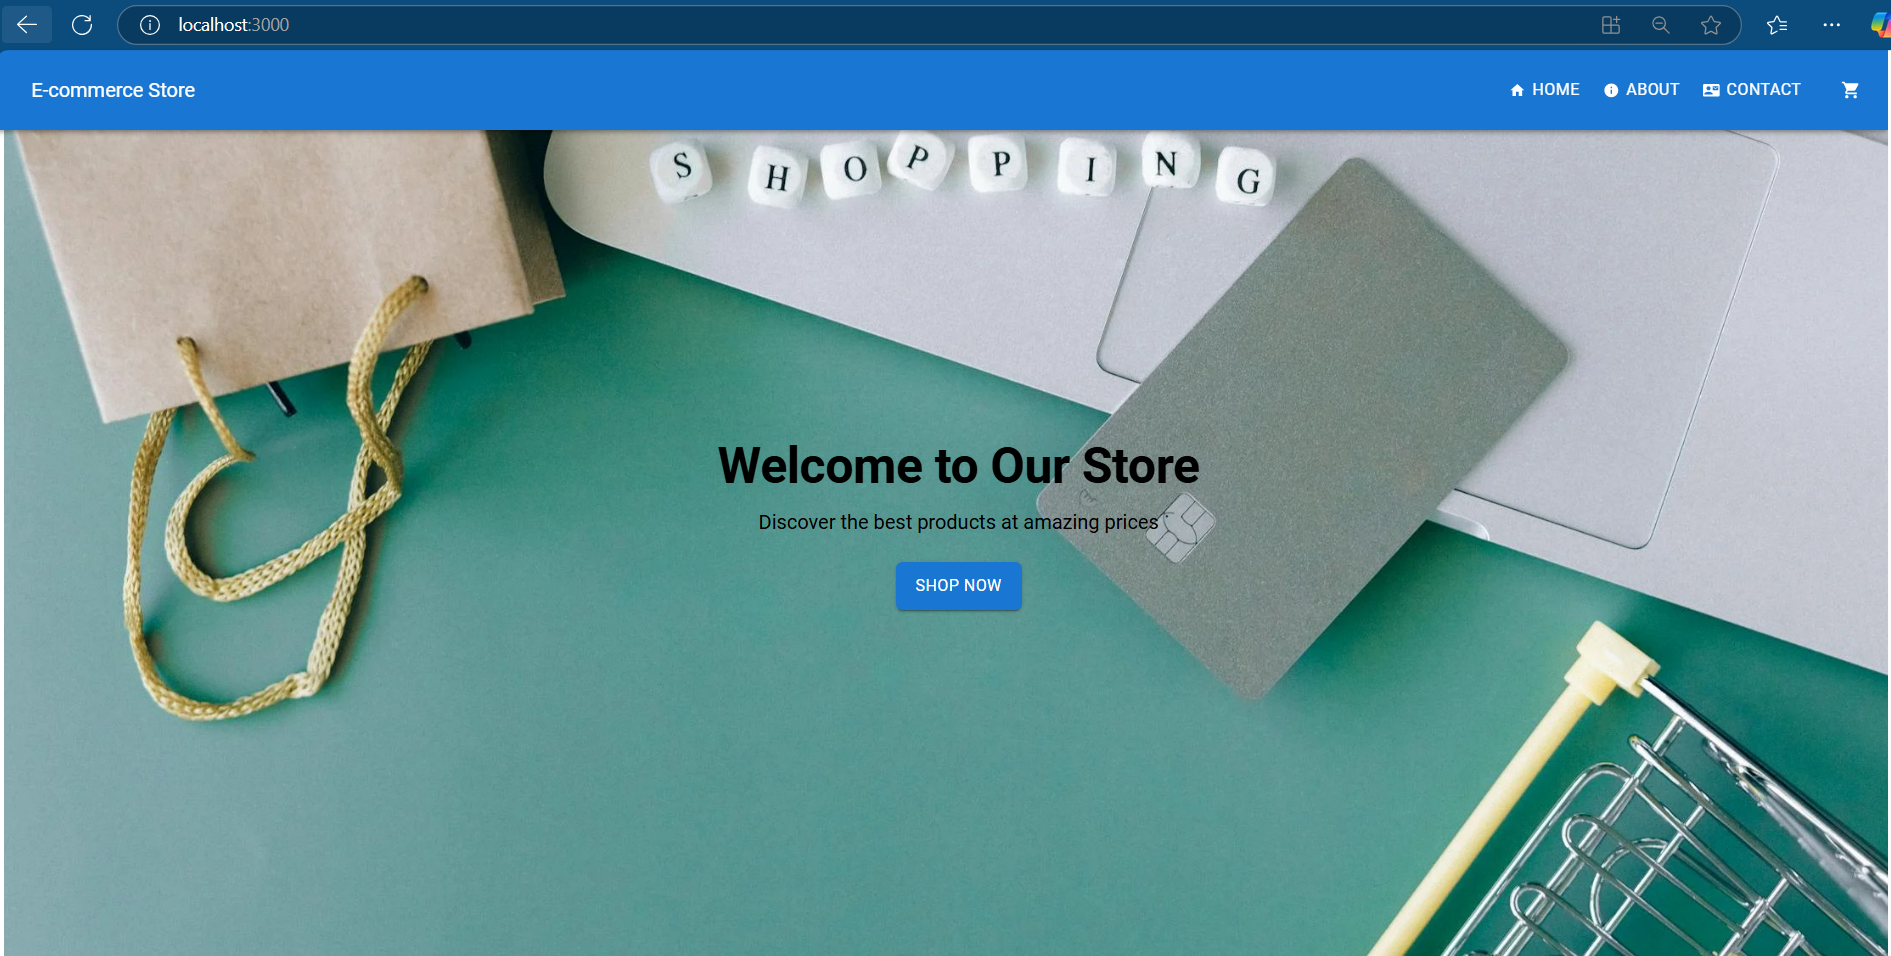 localhost:3000
E-commerce Store
HOME ABOUT CONTACT
SHOPPING
Welcome to Our Store
Discover the best products at amazing prices
SHOP NOW